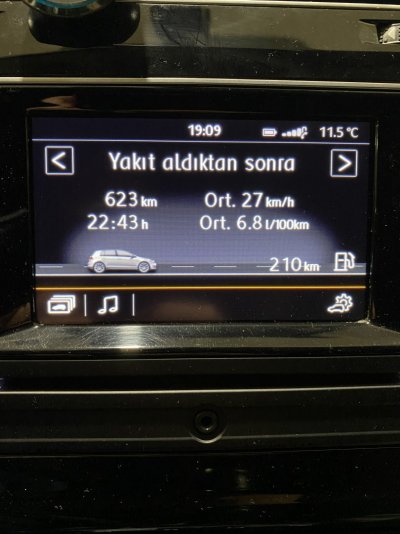 19:09 11.5 °C
Yakıt aldıktan sonra
623 km Ort. 27 km/h
22:43 h Ort. 6.8 l/100km
210 km